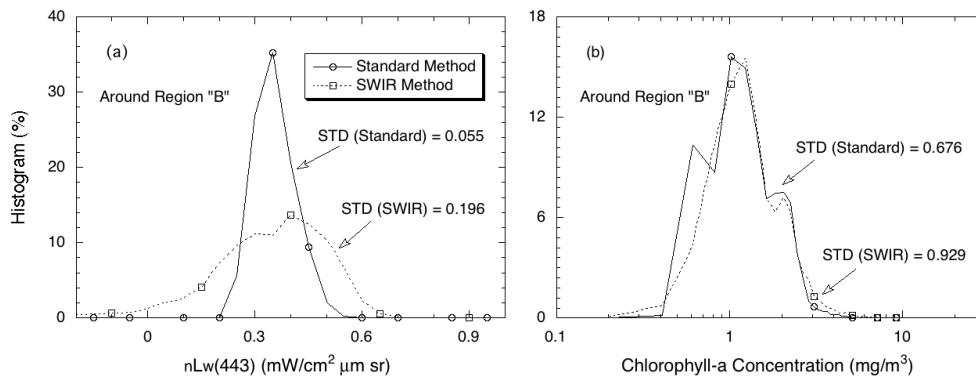 40
30
20
10
0
Histogram (%)
(a)
Standard Method
SWIR Method
Around Region "B"
STD (Standard) = 0.055
STD (SWIR) = 0.196
0
0.3
0.6
0.9
nLw(443) (mW/cm² µm sr)
18
12
6
0
(b)
Around Region "B"
STD (Standard) = 0.676
STD (SWIR) = 0.929
0.1
1
10
Chlorophyll-a Concentration (mg/m³)